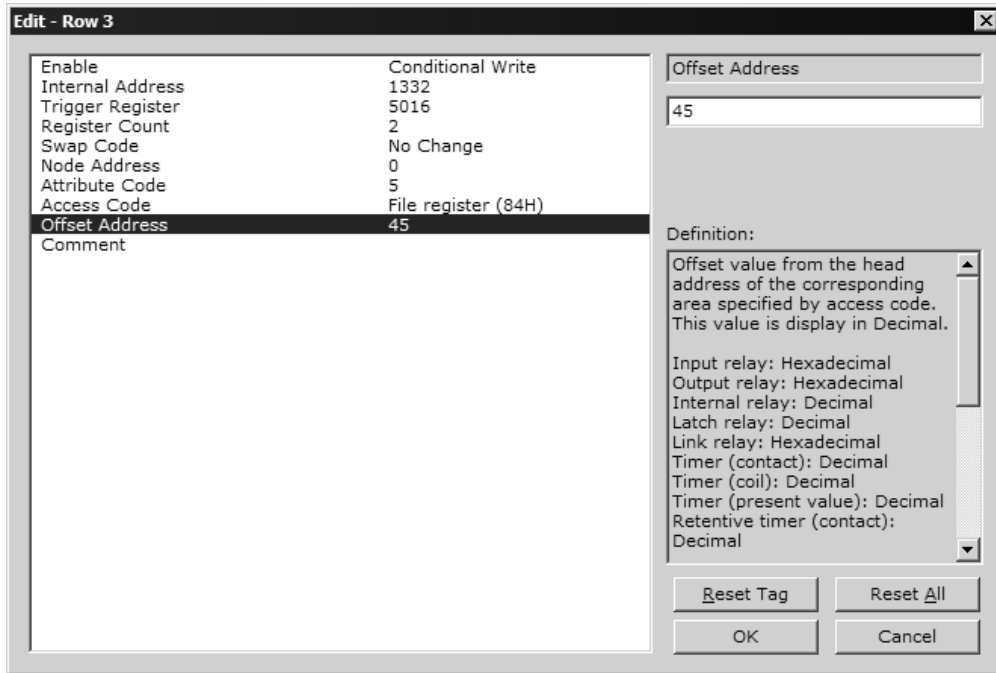 Edit - Row 3
Enable Conditional Write
Internal Address 1332
Trigger Register 5016
Register Count 2
Swap Code No Change
Node Address 0
Attribute Code 5
Access Code File register (84H)
Offset Address 45
Comment
Offset Address
45
Definition:
Offset value from the head
address of the corresponding
area specified by access code.
This value is display in Decimal.
Input relay: Hexadecimal
Output relay: Hexadecimal
Internal relay: Decimal
Latch relay: Decimal
Link relay: Hexadecimal
Timer (contact): Decimal
Timer (coil): Decimal
Timer (present value): Decimal
Retentive timer (contact):
Decimal
Reset Tag Reset All
OK Cancel